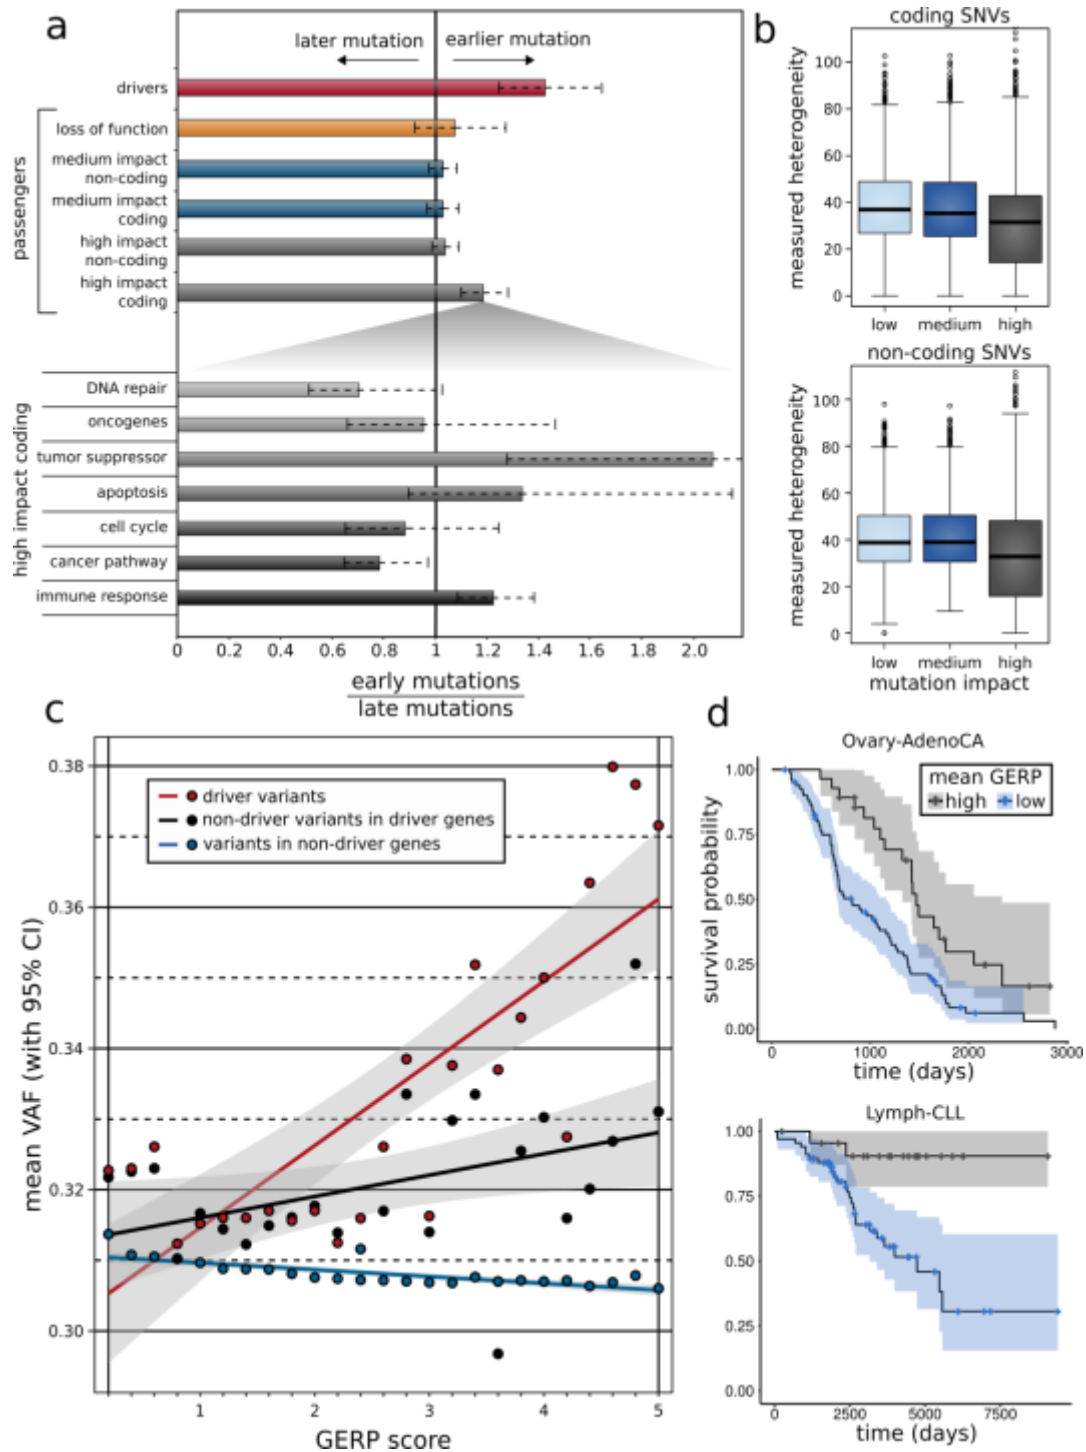 a
later mutation
earlier mutation
drivers
passengers
loss of function
medium impact
non-coding
medium impact
coding
high impact
non-coding
high impact
coding
high impact coding
DNA repair
oncogenes
tumor suppressor
apoptosis
cell cycle
cancer pathway
immune response
0 0.2 0.4 0.6 0.8 1 1.2 1.4 1.6 1.8 2.0
early mutations
late mutations
b
coding SNVs
measured heterogeneity
100
80
60
40
20
0
low medium high
non-coding SNVs
measured heterogeneity
100
80
60
40
20
0
low medium high
mutation impact
c
mean VAF (with 95% CI)
0.38
0.36
0.34
0.32
0.30
driver variants
non-driver variants in driver genes
variants in non-driver genes
1 2 3 4 5
GERP score
d
Ovary-AdenoCA
survival probability
1.00
0.75
0.50
0.25
0.00
mean GERP
high low
0 1000 2000 3000
time (days)
Lymph-CLL
1.00
0.75
0.50
0.25
0.00
0 2500 5000 7500
time (days)